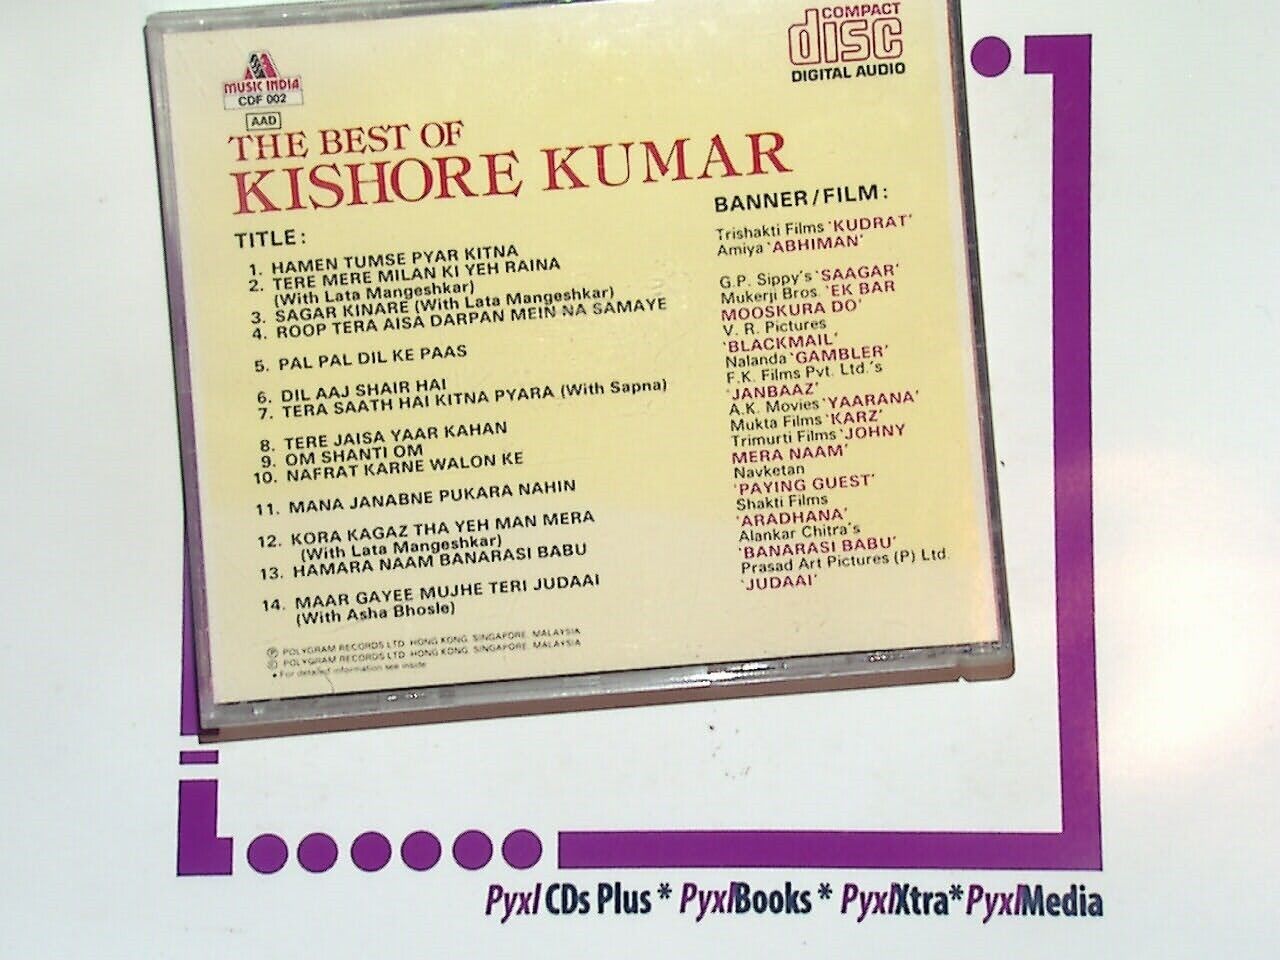 MUSIC INDIA
CDF 002
AAD
COMPACT
disc
DIGITAL AUDIO
THE BEST OF
KISHORE KUMAR
TITLE:
1. HAMEN TUMSE PYAR KITNA
2. TERE MERE MILAN KI YEH RAINA
(With Lata Mangeshkar)
3. SAGAR KINARE (With Lata Mangeshkar)
4. ROOP TERA AISA DARPAN MEIN NA SAMAYE
5. PAL PAL DIL KE PAAS
6. DIL AAJ SHAIR HAI
7. TERA SAATH HAI KITNA PYARA (With Sapna)
8. TERE JAISA YAAR KAHAN
9. OM SHANTI OM
10. NAFRAT KARNE WALON KE
11. MANA JANABNE PUKARA NAHIN
12. KORA KAGAZ THA YEH MAN MERA
(With Lata Mangeshkar)
13. HAMARA NAAM BANARASI BABU
14. MAAR GAYEE MUJHE TERI JUDAAI
(With Asha Bhosle)
BANNER/FILM:
Trishakti Films 'KUDRAT'
Amiya 'ABHIMAN'
G.P. Sippy's 'SAAGAR'
Mukerji Bros. 'EK BAR
MOOSKURA DO'
V. R. Pictures
'BLACKMAIL'
Nalanda 'GAMBLER'
F.K. Films Pvt. Ltd.'s
'JANBAAZ'
A.K. Movies 'YAARANA'
Mukta Films 'KARZ'
Trimurti Films 'JOHNY
MERA NAAM'
Navketan
'PAYING GUEST'
Shakti Films
'ARADHANA'
Alankar Chitra's
'BANARASI BABU'
Prasad Art Pictures (P) Ltd.
'JUDAAI'
℗ POLYGRAM RECORDS LTD. HONG KONG. SINGAPORE. MALAYSIA
© POLYGRAM RECORDS LTD. HONG KONG. SINGAPORE. MALAYSIA
• For detailed information see inside
Pyxl CDs Plus * PyxlBooks * PyxlXtra* PyxlMedia